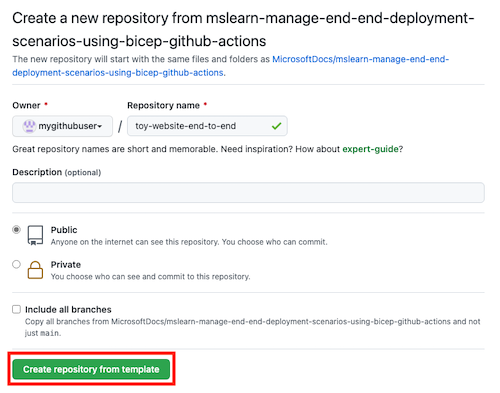 Create a new repository from mslearn-manage-end-end-deployment-
scenarios-using-bicep-github-actions
The new repository will start with the same files and folders as MicrosoftDocs/mslearn-manage-end-end-
deployment-scenarios-using-bicep-github-actions.
Owner * Repository name *
mygithubuser / toy-website-end-to-end
Great repository names are short and memorable. Need inspiration? How about expert-guide?
Description (optional)
Public
Anyone on the internet can see this repository. You choose who can commit.
Private
You choose who can see and commit to this repository.
Include all branches
Copy all branches from MicrosoftDocs/mslearn-manage-end-end-deployment-scenarios-using-bicep-github-actions and not
just main.
Create repository from template